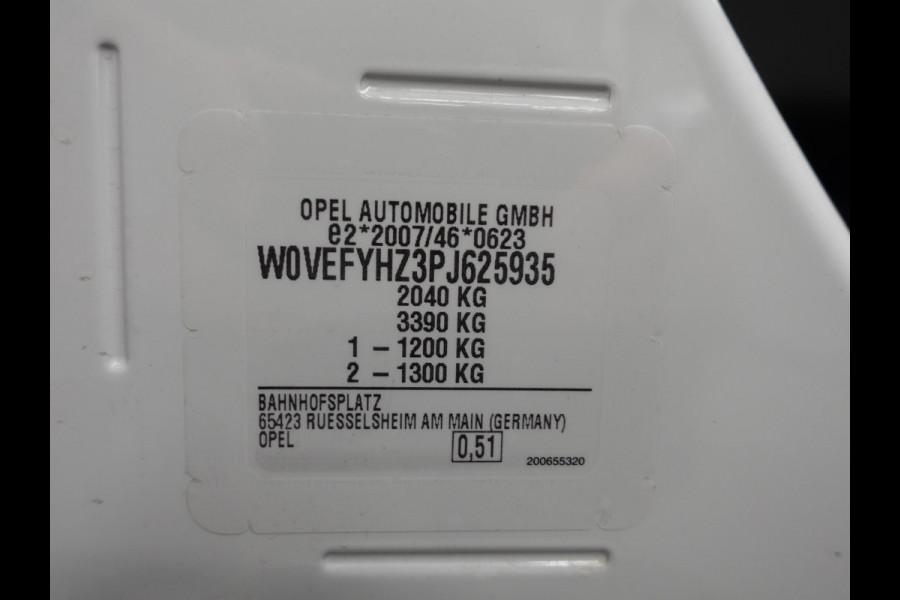 OPEL AUTOMOBILE GMBH
e2*2007/46*0623
W0VEFYHZ3PJ625935
2040 KG
3390 KG
1 - 1200 KG
2 - 1300 KG
BAHNHOFSPLATZ
65423 RUESSELSHEIM AM MAIN (GERMANY)
OPEL
0,51
200655320